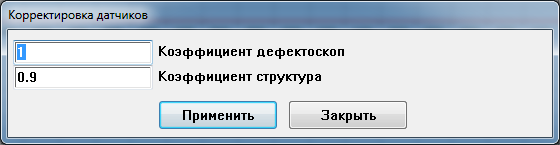 Корректировка датчиков
1 Коэффициент дефектоскоп
0.9 Коэффициент структура
Применить Закрыть